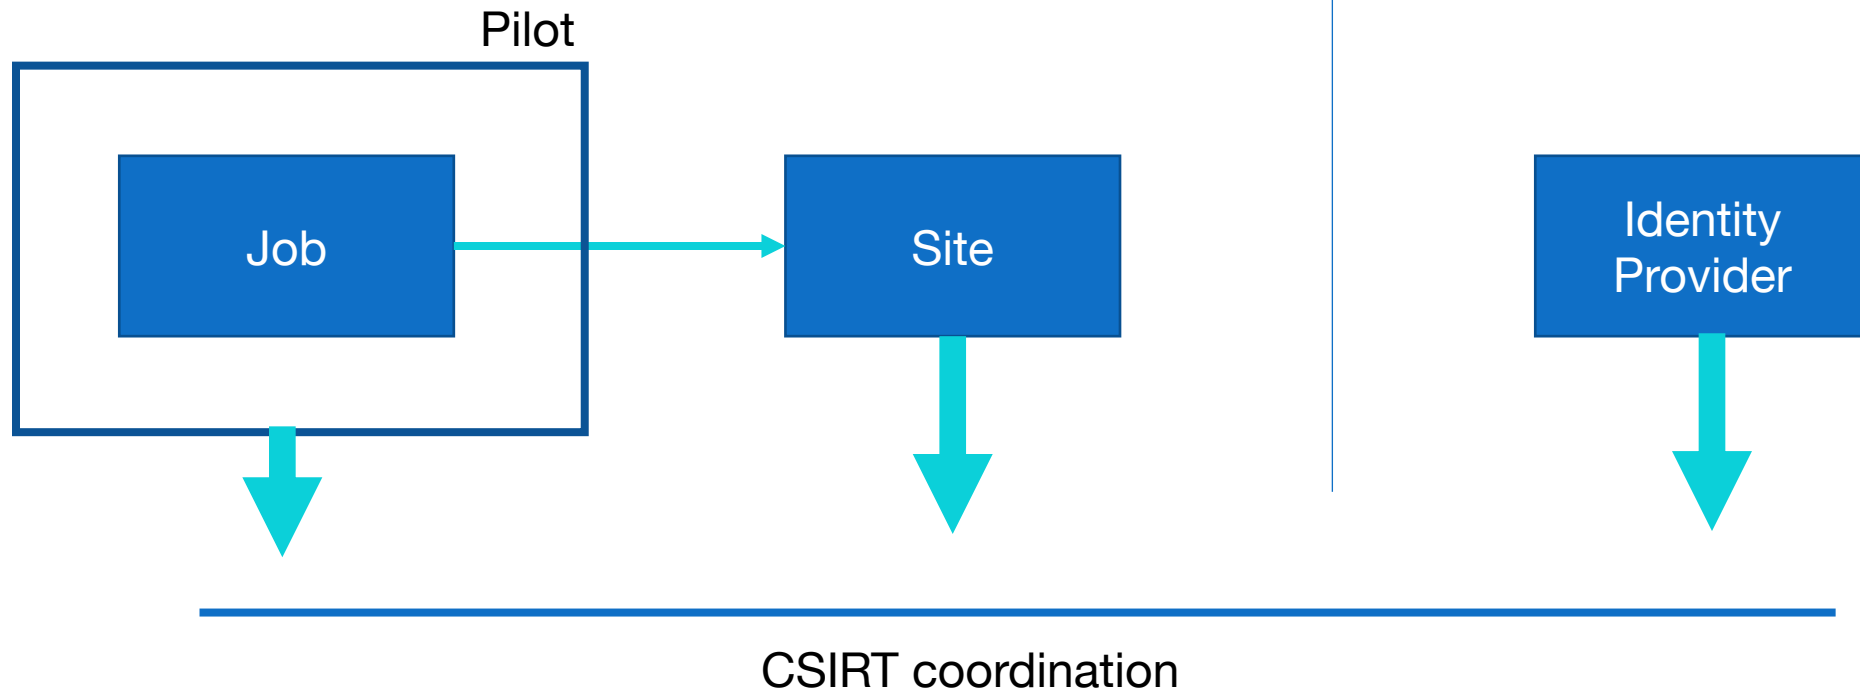 Pilot
Job
Site
Identity
Provider
CSIRT coordination